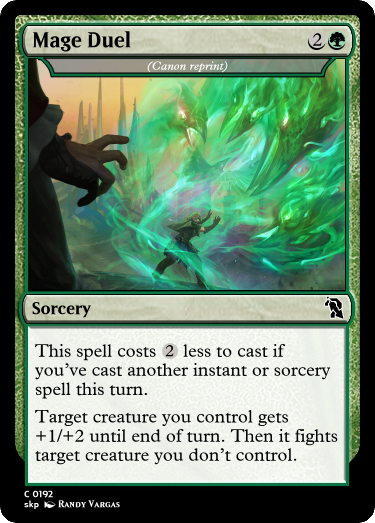 Mage Duel 2
(Canon reprint)
Sorcery
This spell costs 2 less to cast if
you've cast another instant or sorcery
spell this turn.
Target creature you control gets
+1/+2 until end of turn. Then it fights
target creature you don't control.
C 0192
skp Randy Vargas